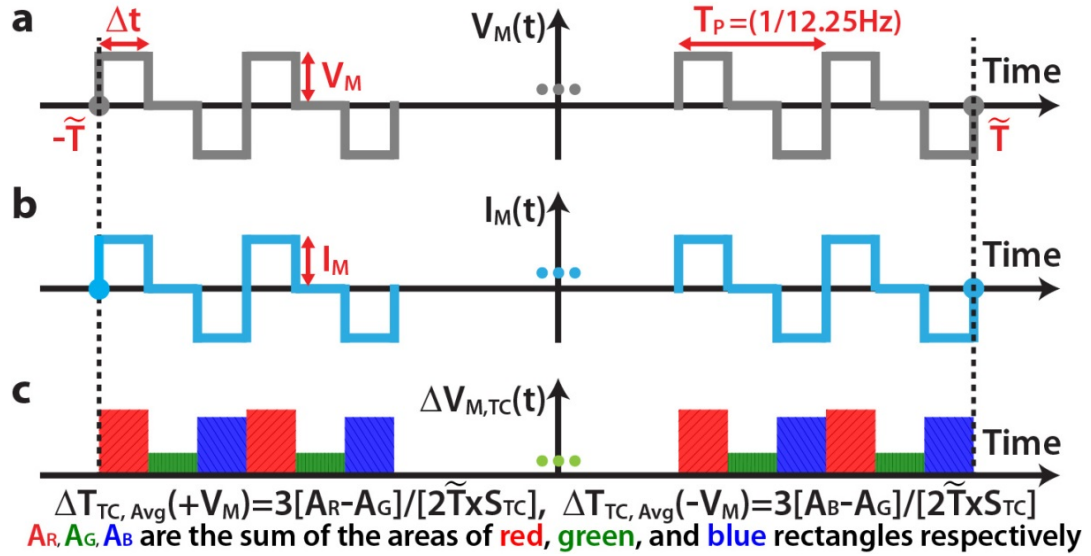 a
Δt
V_M(t)
T_P=(1/12.25Hz)
V_M
Time
-T̃
T̃
b
I_M(t)
I_M
Time
c
ΔV_M,TC(t)
Time
ΔT_TC, Avg(+V_M)=3[A_R-A_G]/[2T̃xS_TC], ΔT_TC, Avg(-V_M)=3[A_B-A_G]/[2T̃xS_TC]
A_R, A_G, A_B are the sum of the areas of red, green, and blue rectangles respectively